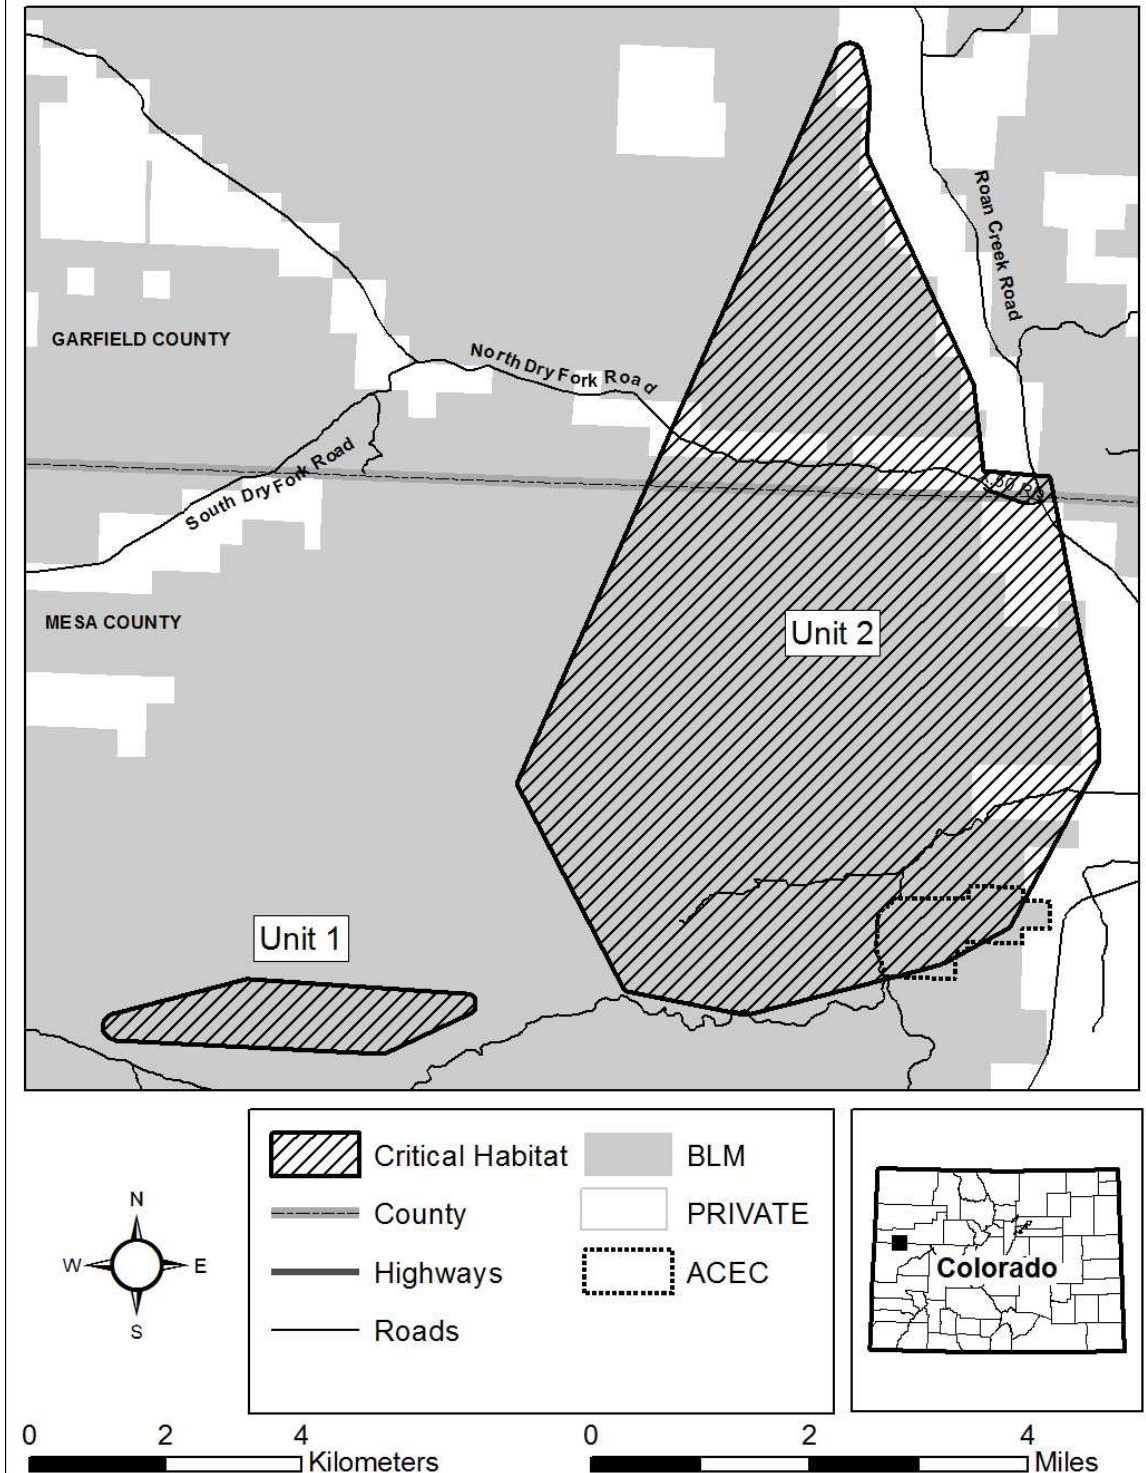 Roan Creek Road
GARFIELD COUNTY
North Dry Fork Road
South Dry Fork Road
MESA COUNTY
Unit 2
Unit 1
N
W
E
S
Critical Habitat
County
Highways
Roads
BLM
PRIVATE
ACEC
Colorado
0 2 4
Kilometers
0 2 4
Miles